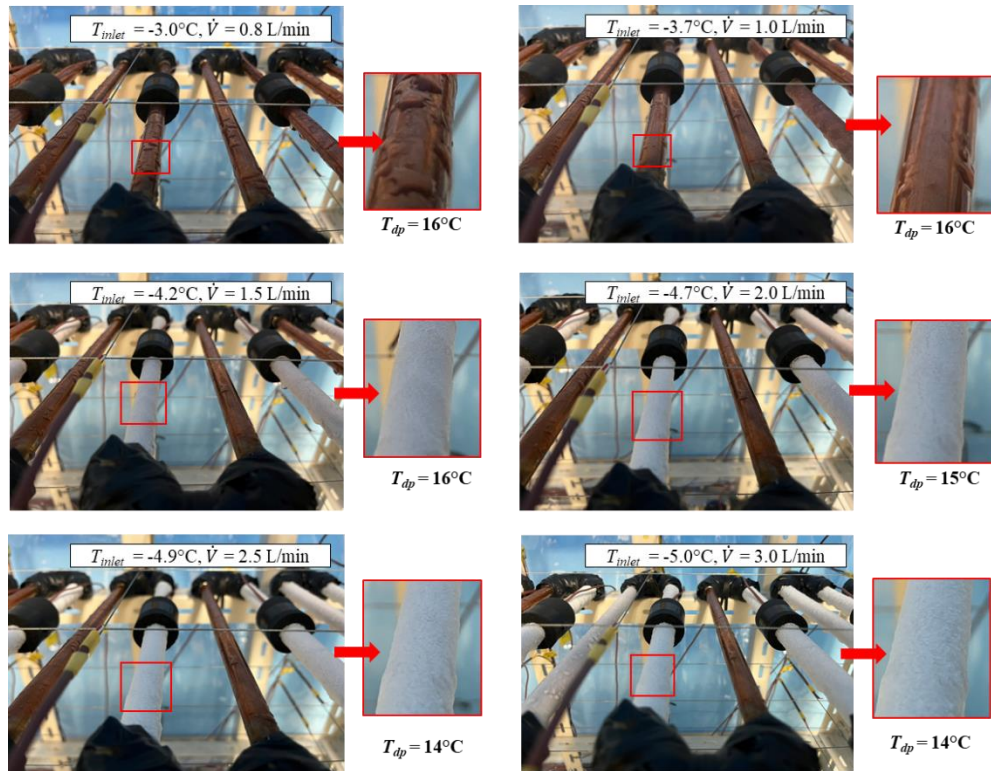 T_inlet = -3.0°C, V̇ = 0.8 L/min
T_dp = 16°C
T_inlet = -3.7°C, V̇ = 1.0 L/min
T_dp = 16°C
T_inlet = -4.2°C, V̇ = 1.5 L/min
T_dp = 16°C
T_inlet = -4.7°C, V̇ = 2.0 L/min
T_dp = 15°C
T_inlet = -4.9°C, V̇ = 2.5 L/min
T_dp = 14°C
T_inlet = -5.0°C, V̇ = 3.0 L/min
T_dp = 14°C